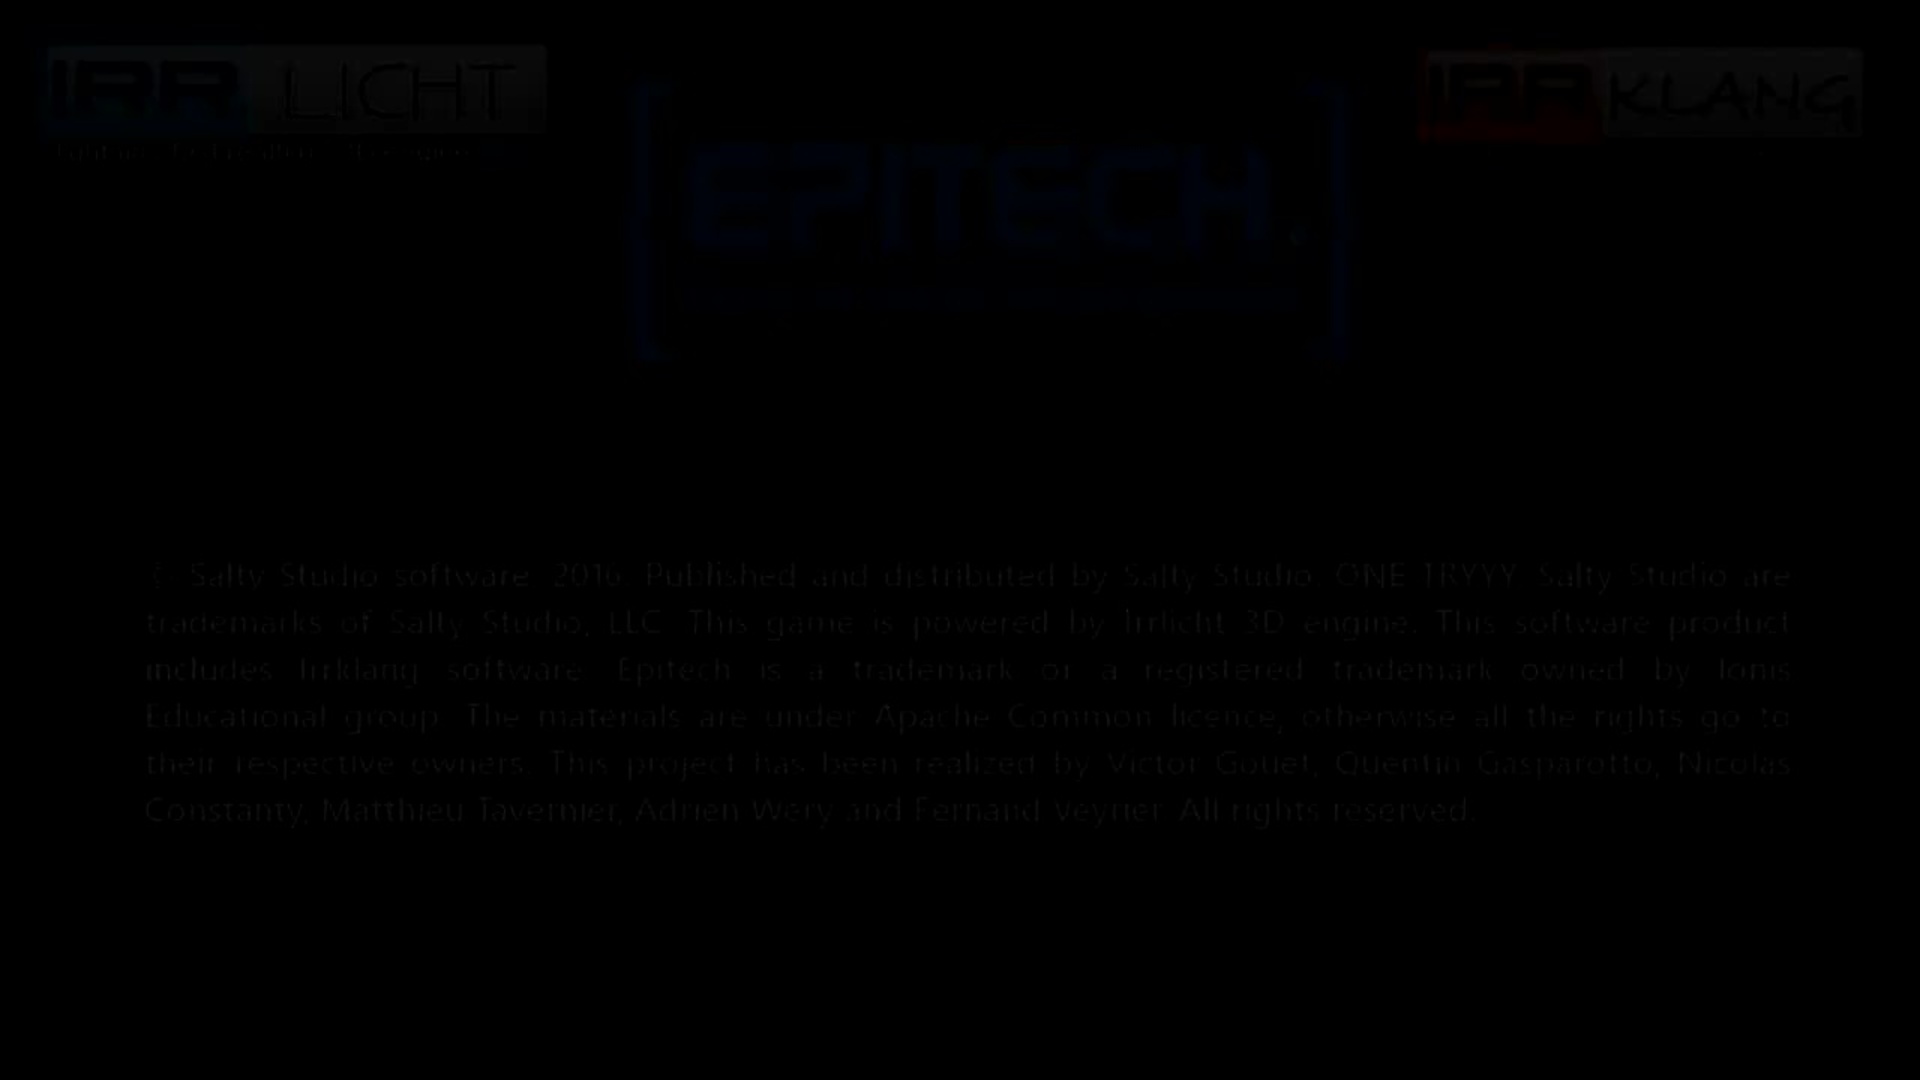 IRR LICHT
IRR KLANG
[ EPITECH. ]
© Salty Studio software 2016. Published and distributed by Salty Studio. ONE TRYYY, Salty Studio are
trademarks of Salty Studio, LLC. This game is powered by Irrlicht 3D engine. This software product
includes Irrklang software. Epitech is a trademark or a registered trademark owned by Ionis
Educational group. The materials are under Apache Common licence, otherwise all the rights go to
their respective owners. This project has been realized by Victor Gouet, Quentin Gasparotto, Nicolas
Constanty, Matthieu Tavernier, Adrien Wery and Fernand Veyrier. All rights reserved.